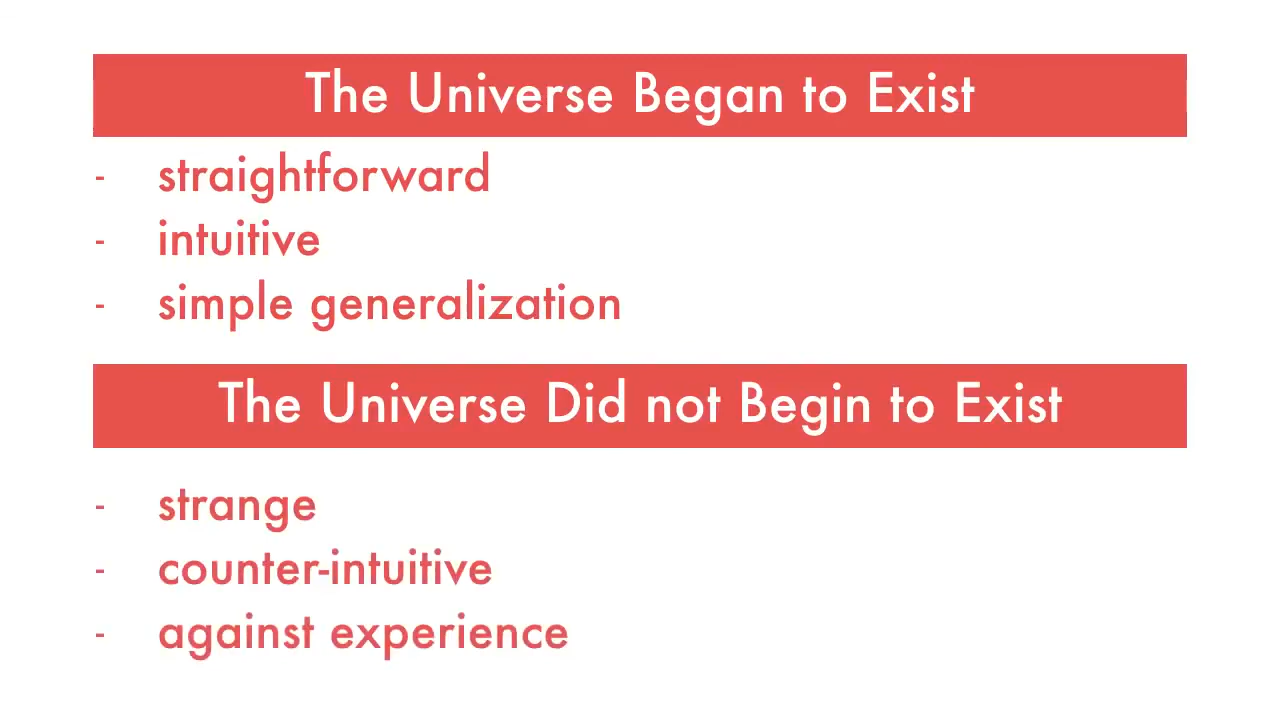 The Universe Began to Exist
- straightforward
- intuitive
- simple generalization
The Universe Did not Begin to Exist
- strange
- counter-intuitive
- against experience